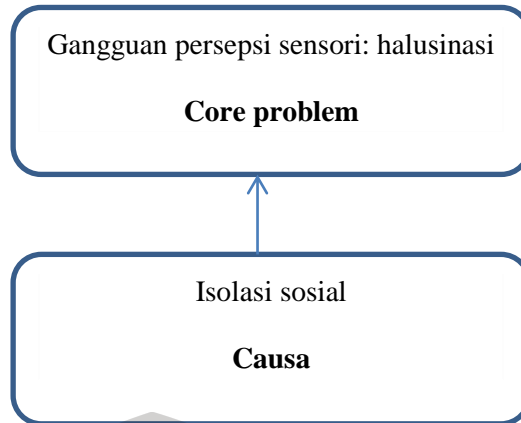 Gangguan persepsi sensori: halusinasi
Core problem
Isolasi sosial
Causa